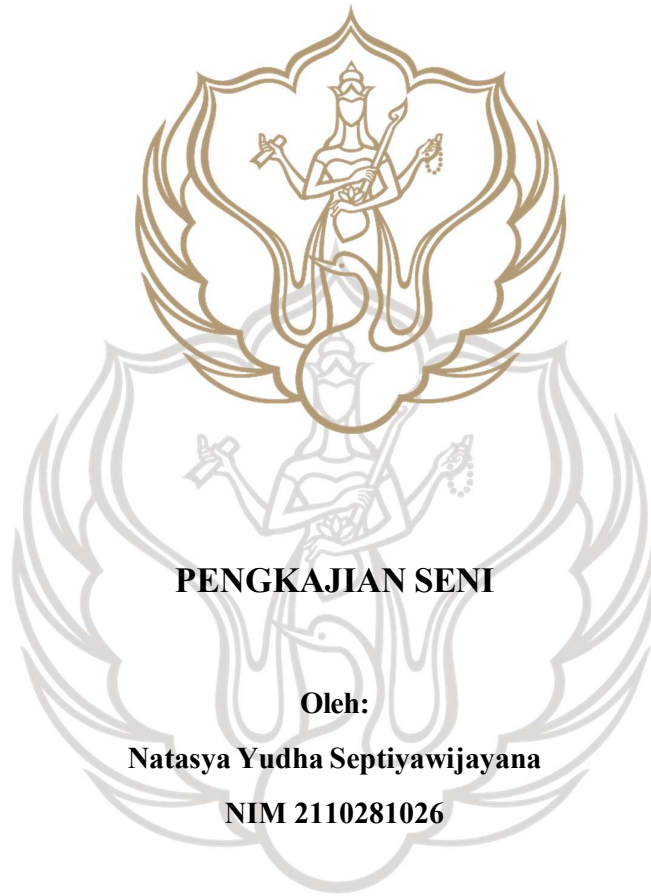 PENGKAJIAN SENI
Oleh:
Natasya Yudha Septiyawijayana
NIM 2110281026